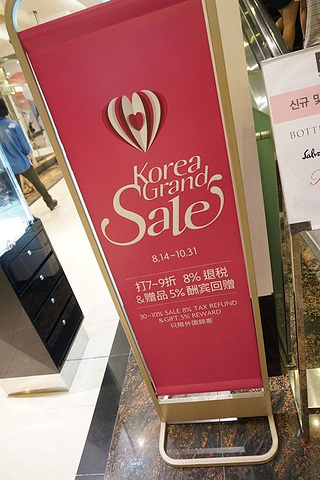 Korea
Grand
Sale
8.14~10.31
打7~9折 8% 退税
&赠品 5% 酬宾回赠
30~10% SALE 8% TAX REFUND
&GIFT, 5% REWARD
只限外国顾客
신규 및
BOTT
Salv